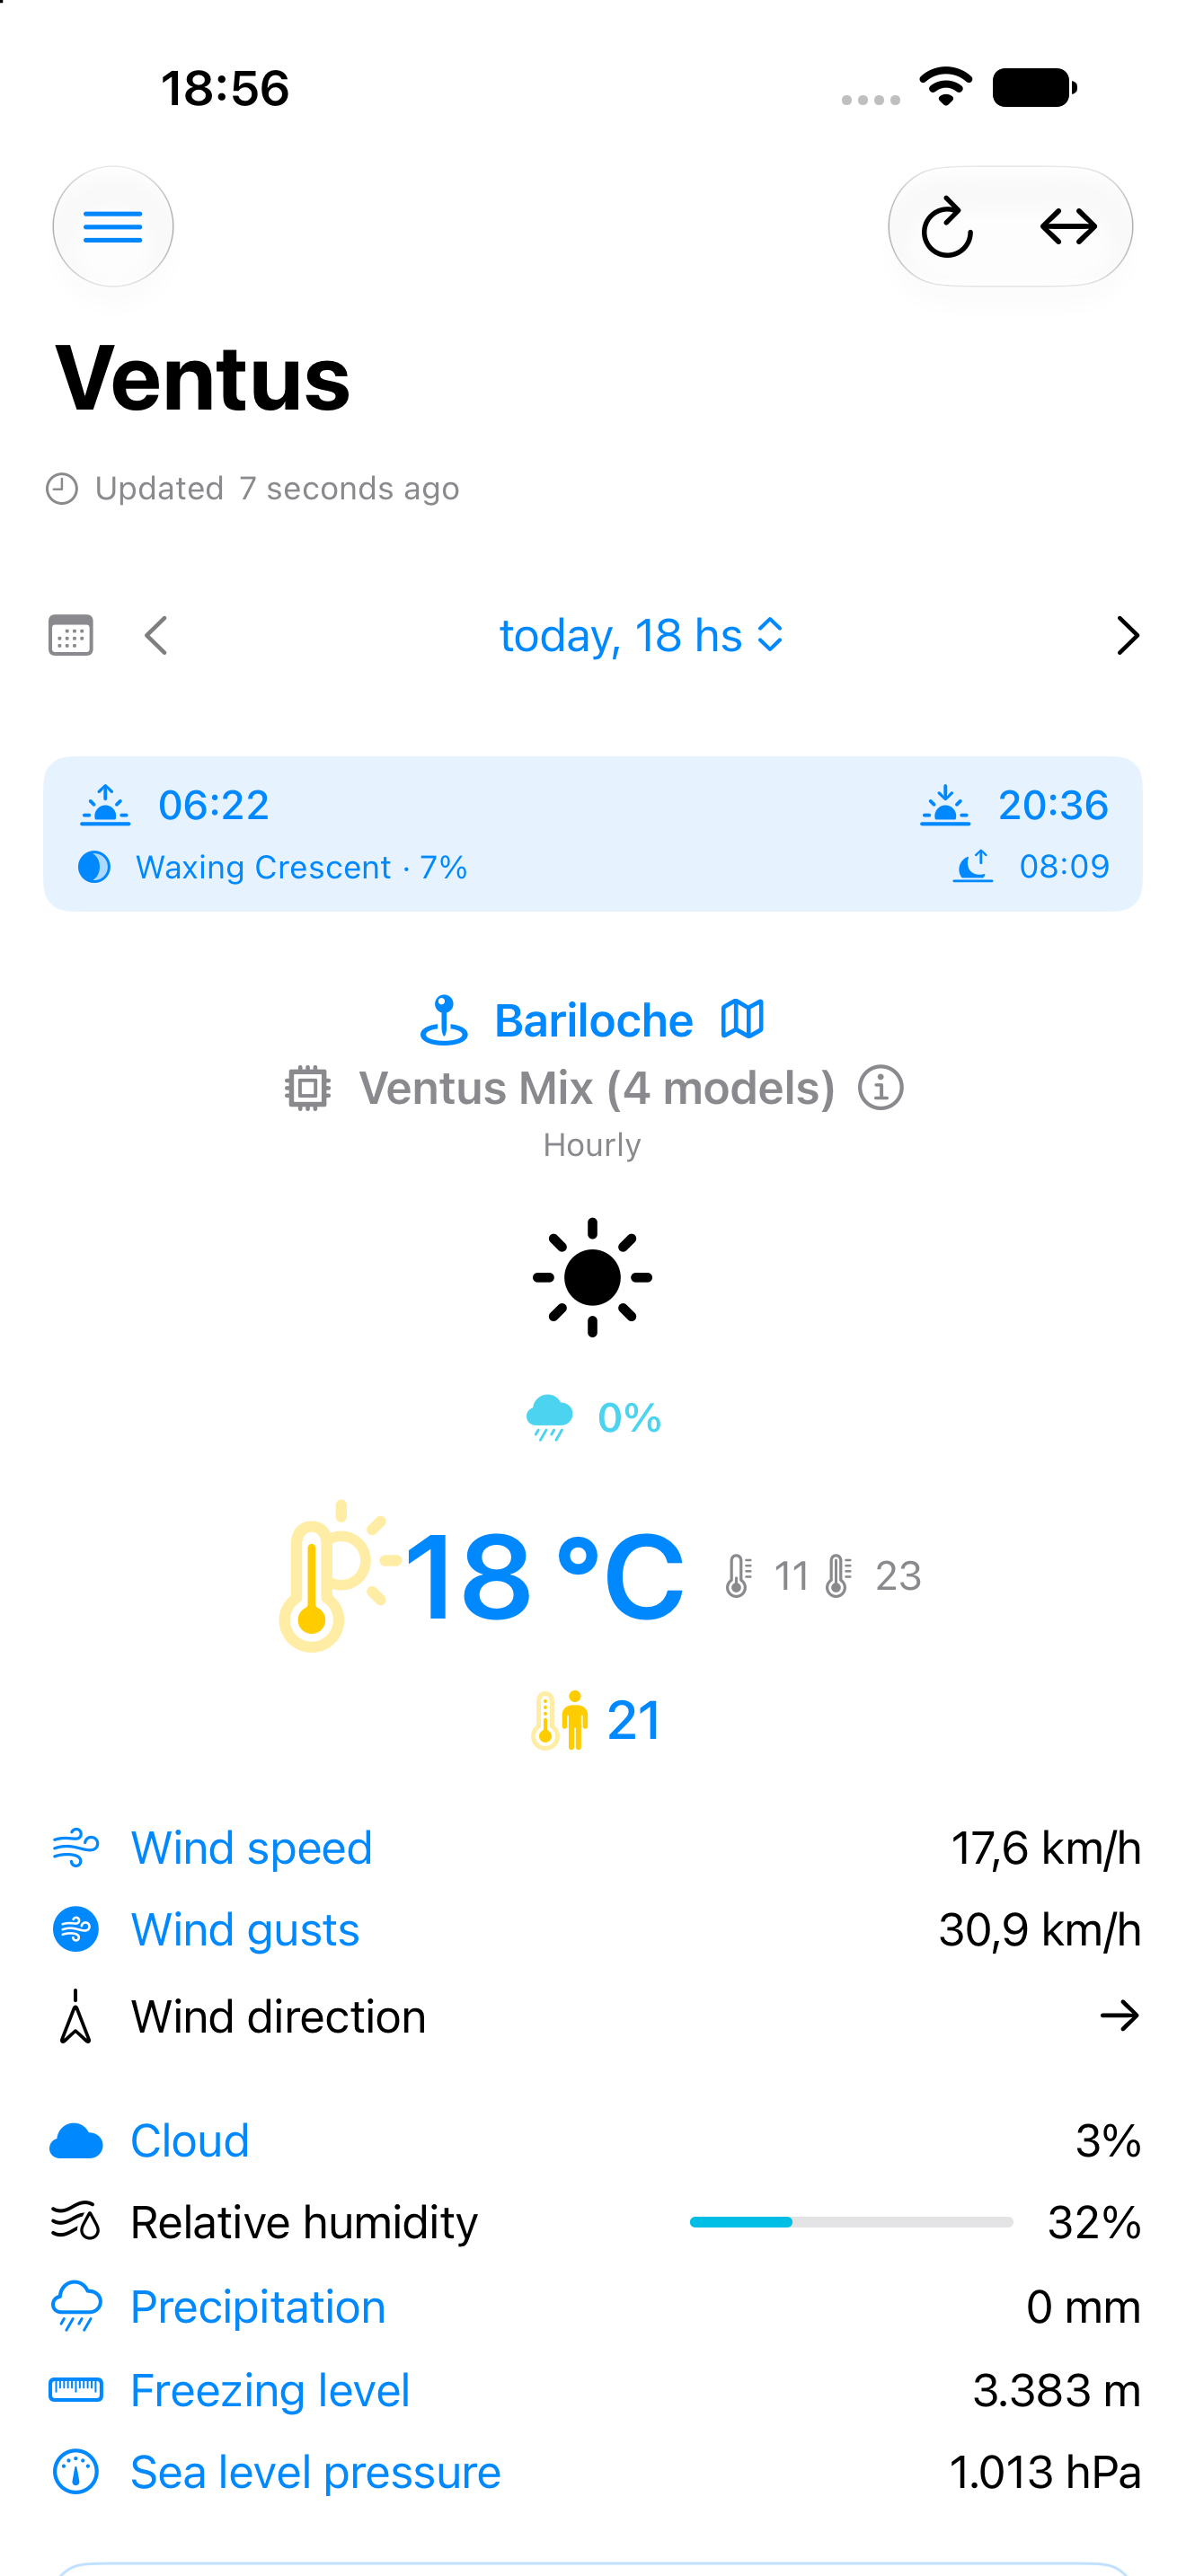 18:56
Ventus
Updated 7 seconds ago
today, 18 hs
06:22 20:36
Waxing Crescent · 7% 08:09
Bariloche
Ventus Mix (4 models)
Hourly
0%
18 °C 11 23
21
Wind speed 17,6 km/h
Wind gusts 30,9 km/h
Wind direction
Cloud 3%
Relative humidity 32%
Precipitation 0 mm
Freezing level 3.383 m
Sea level pressure 1.013 hPa